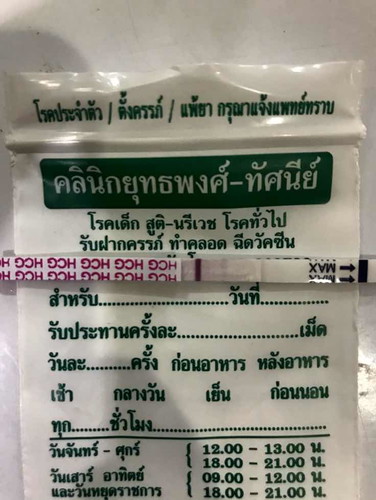 โรคประจำตัว / ตั้งครรภ์ / แพ้ยา กรุณาแจ้งแพทย์ทราบ
คลินิกยุทธพงศ์-ทัศนีย์
โรคเด็ก สูติ-นรีเวช โรคทั่วไป
รับฝากครรภ์ ทำคลอด ฉีดวัคซีน
HCG HCG HCG HCG HCG HCG
HCG HCG HCG HCG HCG HCG
MAX
MAX
สำหรับ..............................วันที่................
รับประทานครั้งละ..............................เม็ด
วันละ..........ครั้ง ก่อนอาหาร หลังอาหาร
เช้า กลางวัน เย็น ก่อนนอน
ทุก........ชั่วโมง........................................
วันจันทร์ - ศุกร์ { 12.00 - 13.00 น.
18.00 - 21.00 น.
วันเสาร์ อาทิตย์ { 09.00 - 12.00 น.
และวันหยุดราชการ 18.00 - 21.00 น.